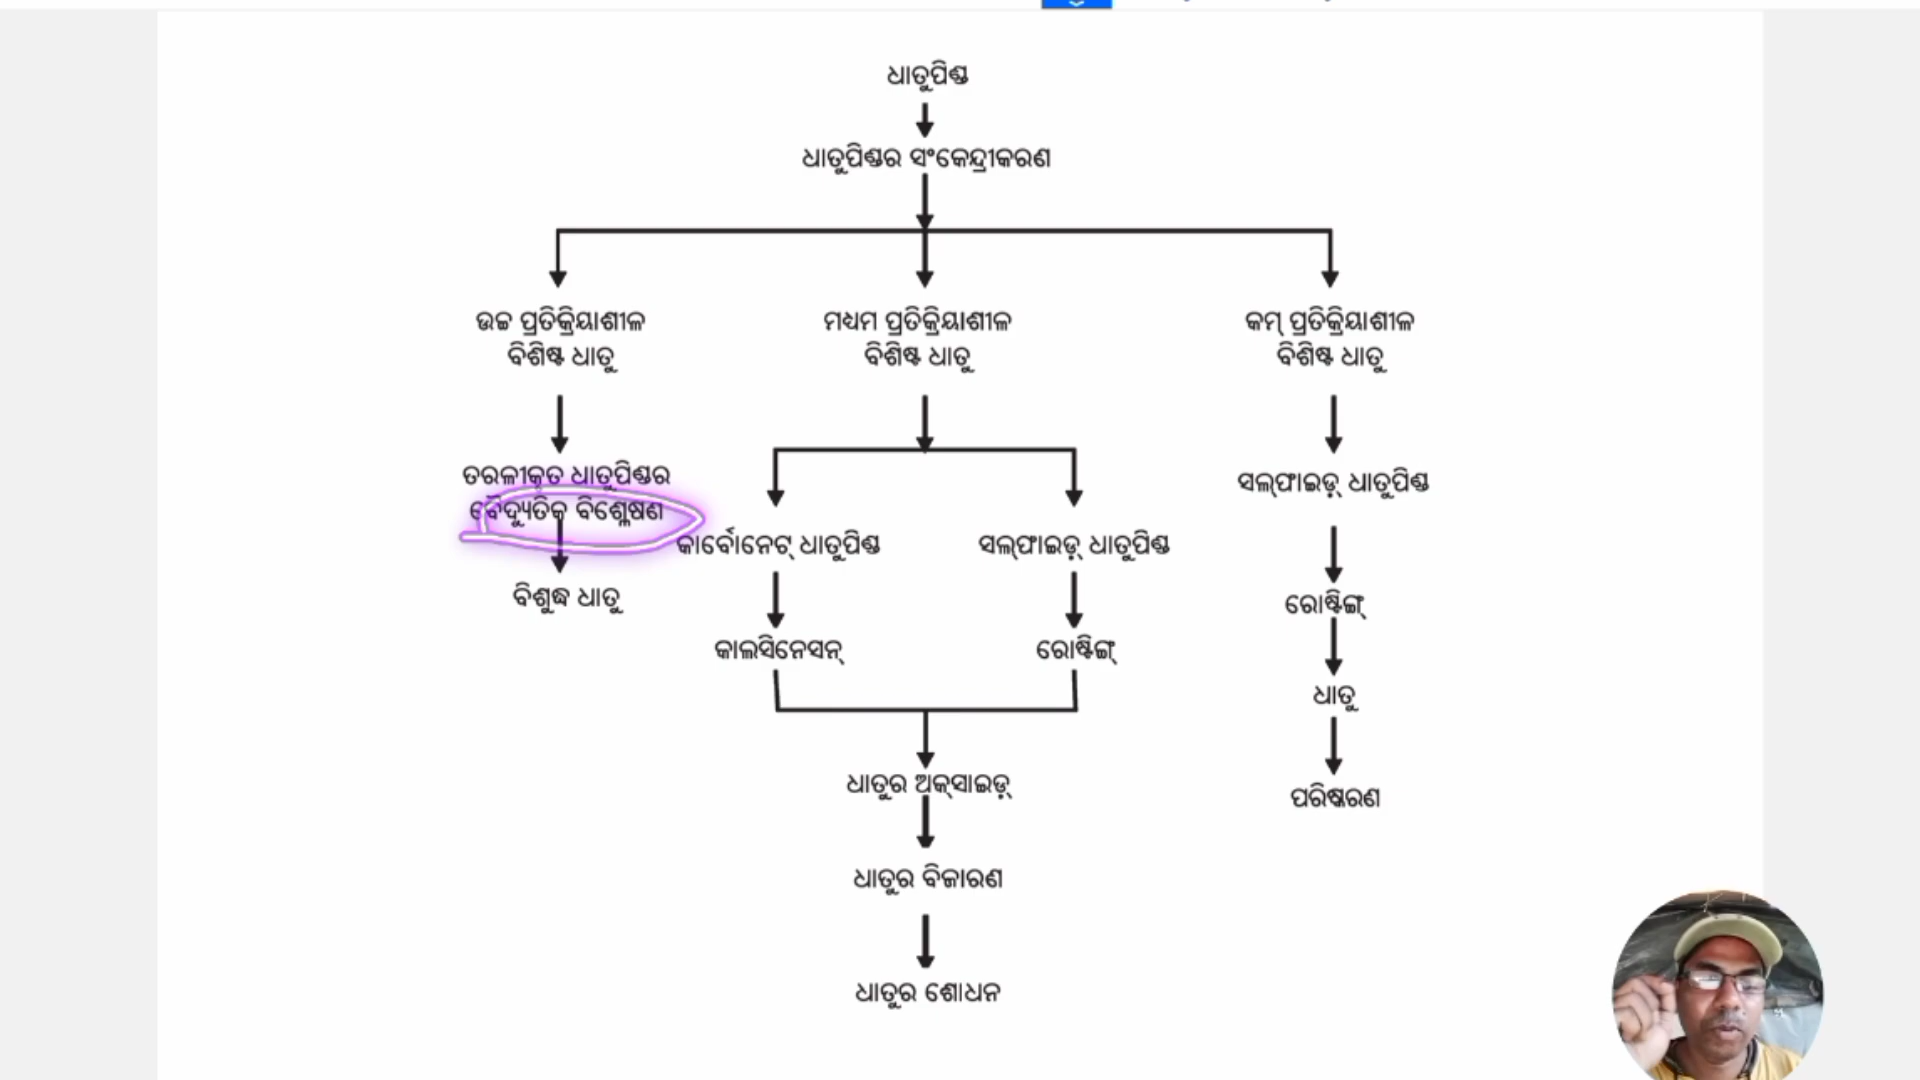 ଧାତୁପିଣ୍ଡ
ଧାତୁପିଣ୍ଡର ସଂକେନ୍ଦ୍ରୀକରଣ
ଉଚ୍ଚ ପ୍ରତିକ୍ରିୟାଶୀଳ
ବିଶିଷ୍ଟ ଧାତୁ
ତରଳୀକୃତ ଧାତୁପିଣ୍ଡର
ବୈଦ୍ୟୁତିକ ବିଶ୍ଳେଷଣ
ବିଶୁଦ୍ଧ ଧାତୁ
ମଧ୍ୟମ ପ୍ରତିକ୍ରିୟାଶୀଳ
ବିଶିଷ୍ଟ ଧାତୁ
କାର୍ବୋନେଟ୍ ଧାତୁପିଣ୍ଡ
କାଲସିନେସନ୍
ସଲ୍‌ଫାଇଡ଼୍ ଧାତୁପିଣ୍ଡ
ରୋଷ୍ଟିଙ୍ଗ୍
ଧାତୁର ଅକ୍‌ସାଇଡ଼୍
ଧାତୁର ବିଜାରଣ
ଧାତୁର ଶୋଧନ
କମ୍ ପ୍ରତିକ୍ରିୟାଶୀଳ
ବିଶିଷ୍ଟ ଧାତୁ
ସଲ୍‌ଫାଇଡ଼୍ ଧାତୁପିଣ୍ଡ
ରୋଷ୍ଟିଙ୍ଗ୍
ଧାତୁ
ପରିଷ୍କରଣ